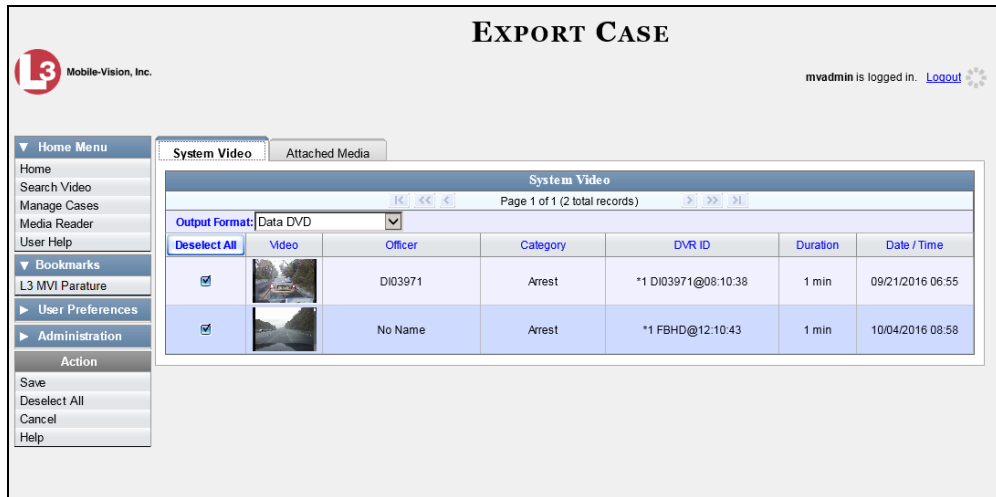 EXPORT CASE
L3 Mobile-Vision, Inc.
mvadmin is logged in. Logout
▼ Home Menu
Home
Search Video
Manage Cases
Media Reader
User Help
▼ Bookmarks
L3 MVI Parature
▶ User Preferences
▶ Administration
Action
Save
Deselect All
Cancel
Help
System Video Attached Media
System Video
|< << < Page 1 of 1 (2 total records) > >> >|
Output Format: Data DVD
Deselect All Video Officer Category DVR ID Duration Date / Time
DI03971 Arrest *1 DI03971@08:10:38 1 min 09/21/2016 06:55
No Name Arrest *1 FBHD@12:10:43 1 min 10/04/2016 08:58